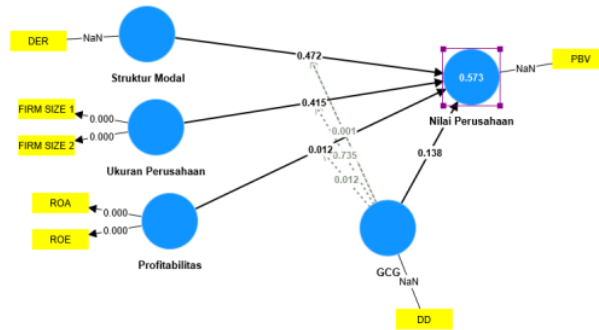 DER
NaN
Struktur Modal
0.472
NaN
PBV
0.573
Nilai Perusahaan
FIRM SIZE 1
0.000
0.000
FIRM SIZE 2
Ukuran Perusahaan
0.415
0.001
0.012
0.735
0.138
0.012
ROA
0.000
0.000
ROE
Profitabilitas
GCG
NaN
DD